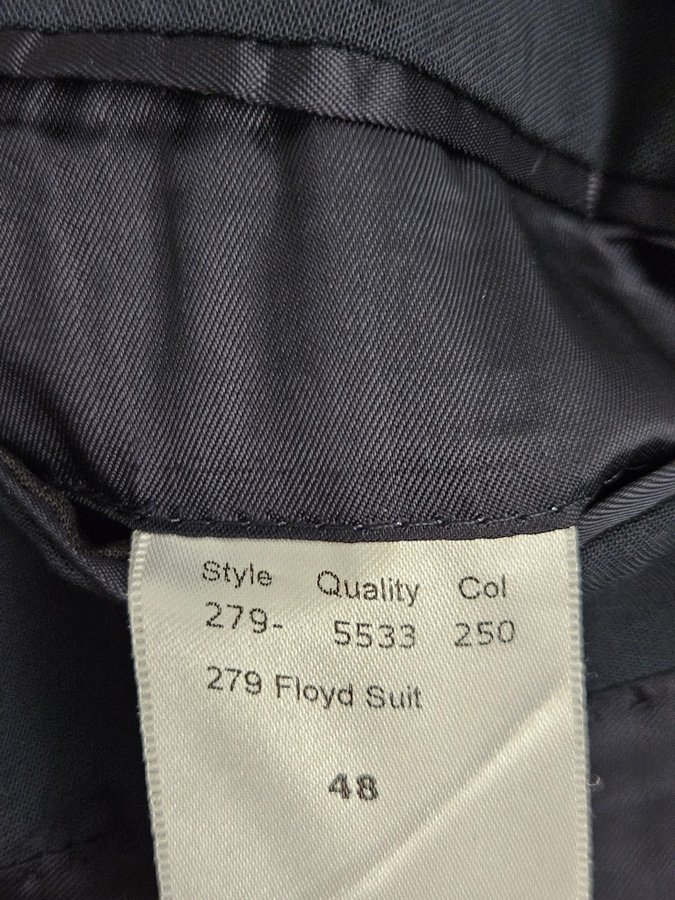 Style Quality Col
279- 5533 250
279 Floyd Suit
48